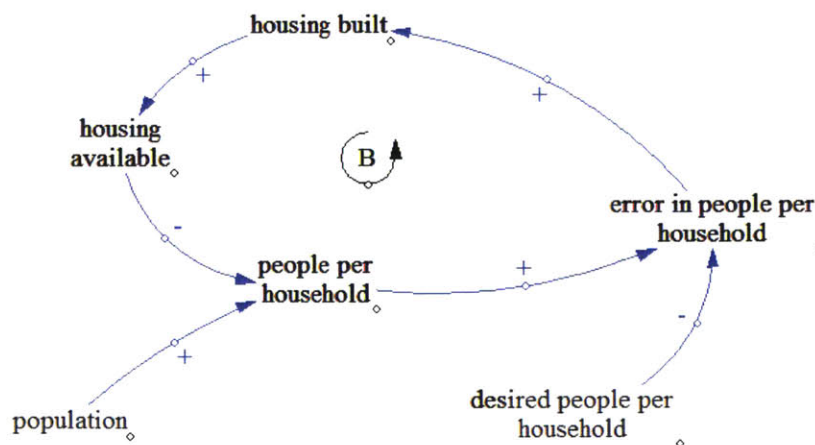 housing built
+
+
housing
available
B
-
error in people per
household
people per
household
+
-
+
desired people per
household
population